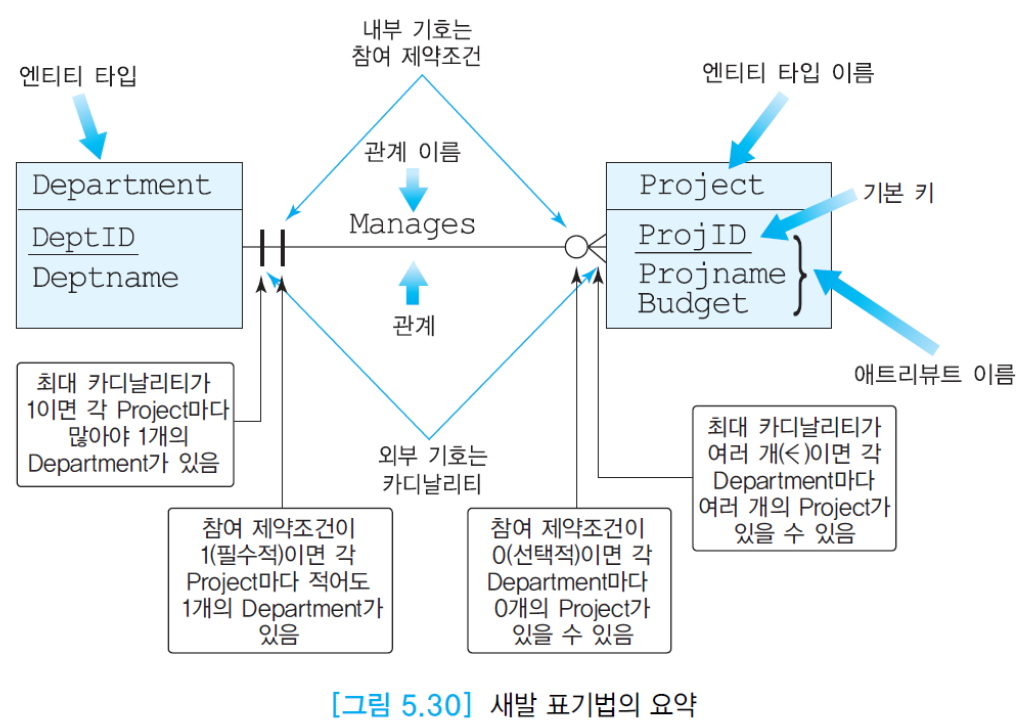 내부 기호는
참여 제약조건
엔티티 타입
엔티티 타입 이름
관계 이름
Department
Manages
Project
기본 키
DeptID
Deptname
ProjID
Projname
Budget
관계
애트리뷰트 이름
최대 카디날리티가
1이면 각 Project마다
많아야 1개의
Department가 있음
외부 기호는
카디날리티
최대 카디날리티가
여러 개(<)이면 각
Department마다
여러 개의 Project가
있을 수 있음
참여 제약조건이
1(필수적)이면 각
Project마다 적어도
1개의 Department가
있음
참여 제약조건이
0(선택적)이면 각
Department마다
0개의 Project가
있을 수 있음
[그림 5.30] 새발 표기법의 요약